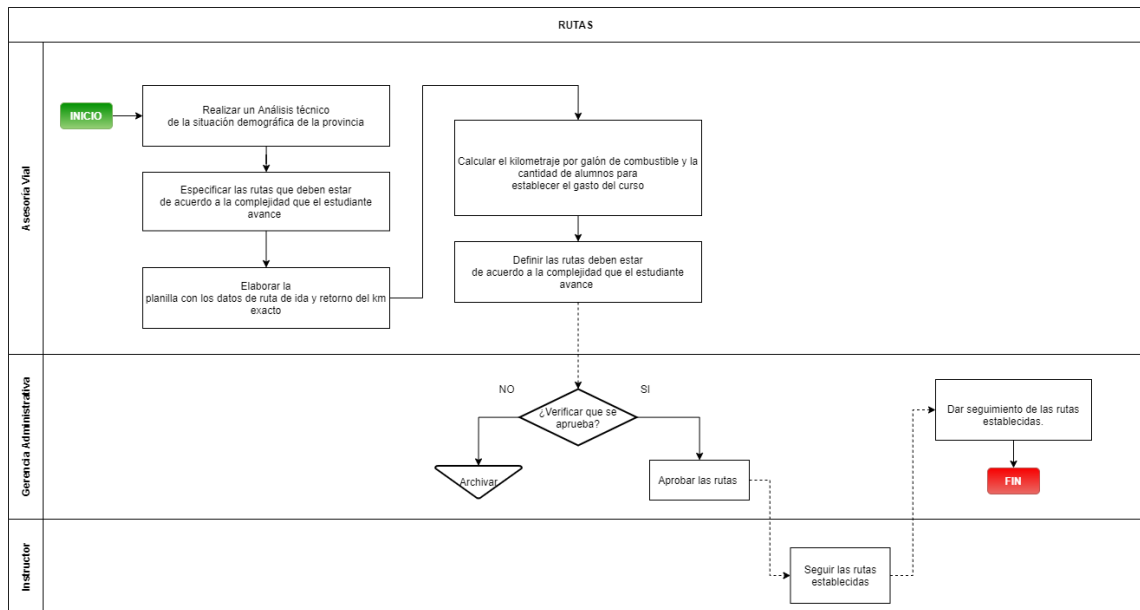 RUTAS
Asesoría Vial
INICIO
Realizar un Análisis técnico
de la situación demográfica de la provincia
Especificar las rutas que deben estar
de acuerdo a la complejidad que el estudiante
avance
Elaborar la
planilla con los datos de ruta de ida y retorno del km
exacto
Calcular el kilometraje por galón de combustible y la
cantidad de alumnos para
establecer el gasto del curso
Definir las rutas deben estar
de acuerdo a la complejidad que el estudiante
avance
Gerencia Administrativa
NO
SI
¿Verificar que se
aprueba?
Archivar
Aprobar las rutas
Dar seguimiento de las rutas
establecidas.
FIN
Instructor
Seguir las rutas
establecidas